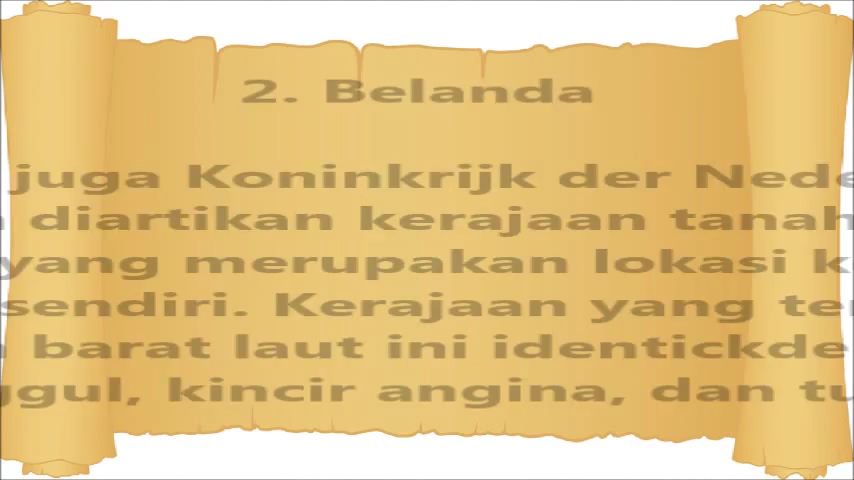 2. Belanda
juga Koninkrijk der Nede
diartikan kerajaan tanah
yang merupakan lokasi k
sendiri. Kerajaan yang te
barat laut ini identickde
ggul, kincir angina, dan tu